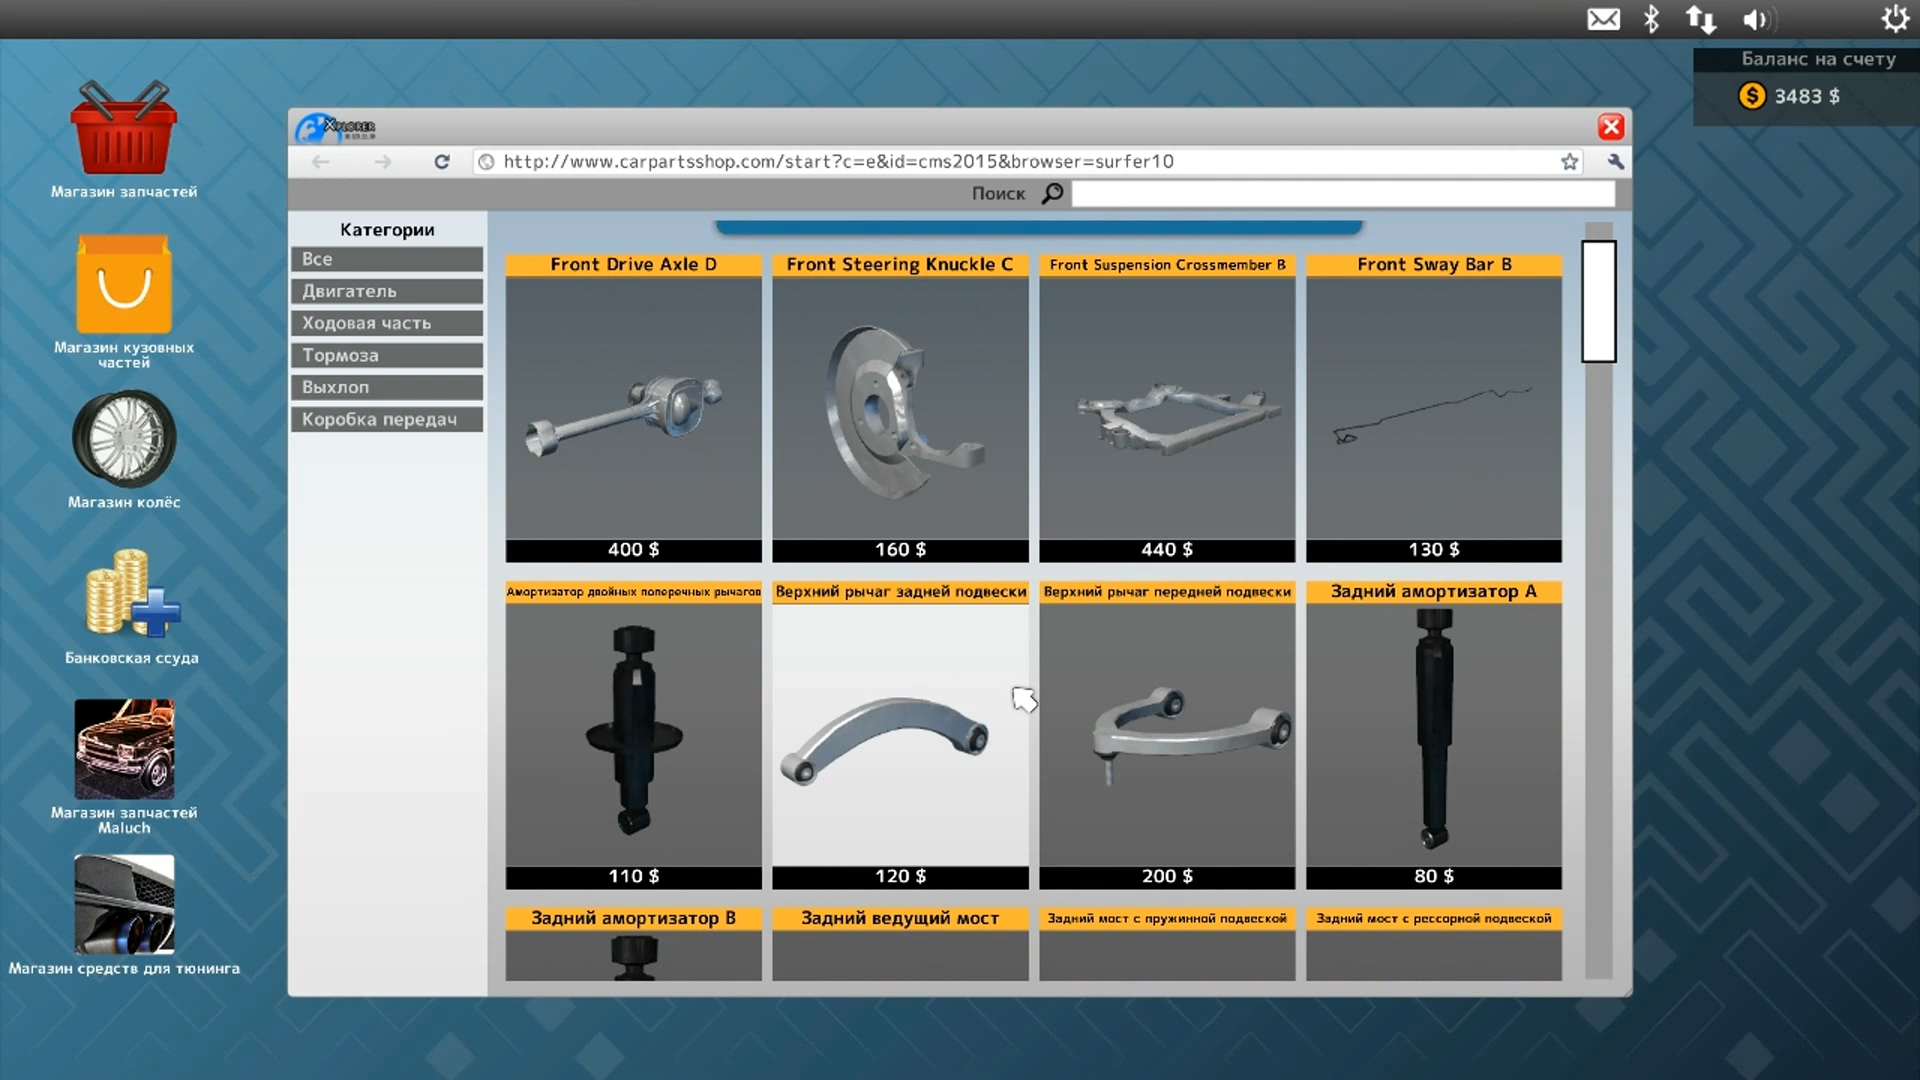 Баланс на счету
3483 $
Магазин запчастей
Магазин кузовных
частей
Магазин колёс
Банковская ссуда
Магазин запчастей
Maluch
Магазин средств для тюнинга
XPLORER
http://www.carpartsshop.com/start?c=e&id=cms2015&browser=surfer10
Поиск
Категории
Все
Двигатель
Ходовая часть
Тормоза
Выхлоп
Коробка передач
Front Drive Axle D
Front Steering Knuckle C
Front Suspension Crossmember B
Front Sway Bar B
400 $
160 $
440 $
130 $
Амортизатор двойных поперечных рычагов
Верхний рычаг задней подвески
Верхний рычаг передней подвески
Задний амортизатор A
110 $
120 $
200 $
80 $
Задний амортизатор B
Задний ведущий мост
Задний мост с пружинной подвеской
Задний мост с рессорной подвеской